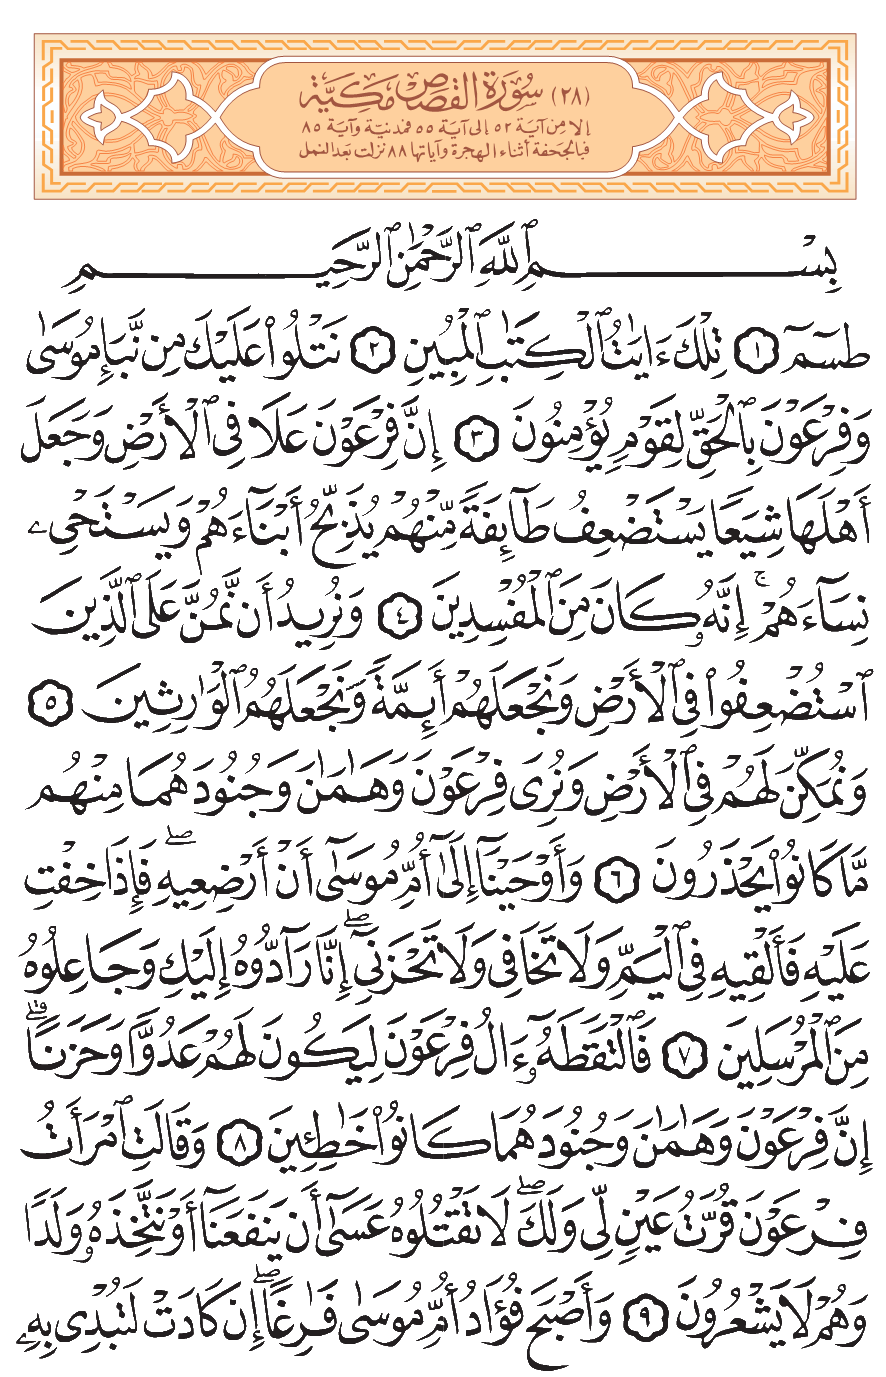 (٢٨) سُورَةُ الْقَصَصِ مَكِّيَّة
إلا من آية ٥٢ إلى آية ٥٥ فمدنية وآية ٨٥
فبالجحفة أثناء الهجرة وآياتها ٨٨ نزلت بعد النمل
بِسْمِ ٱللَّهِ ٱلرَّحْمَٰنِ ٱلرَّحِيمِ
طسٓمٓ ١ تِلْكَ ءَايَٰتُ ٱلْكِتَٰبِ ٱلْمُبِينِ ٢ نَتْلُوا۟ عَلَيْكَ مِن نَّبَإِ مُوسَىٰ
وَفِرْعَوْنَ بِٱلْحَقِّ لِقَوْمٍ يُؤْمِنُونَ ٣ إِنَّ فِرْعَوْنَ عَلَا فِى ٱلْأَرْضِ وَجَعَلَ
أَهْلَهَا شِيَعًا يَسْتَضْعِفُ طَآئِفَةً مِّنْهُمْ يُذَبِّحُ أَبْنَآءَهُمْ وَيَسْتَحْىِۦ
نِسَآءَهُمْ ۚ إِنَّهُۥ كَانَ مِنَ ٱلْمُفْسِدِينَ ٤ وَنُرِيدُ أَن نَّمُنَّ عَلَى ٱلَّذِينَ
ٱسْتُضْعِفُوا۟ فِى ٱلْأَرْضِ وَنَجْعَلَهُمْ أَئِمَّةً وَنَجْعَلَهُمُ ٱلْوَٰرِثِينَ ٥
وَنُمَكِّنَ لَهُمْ فِى ٱلْأَرْضِ وَنُرِىَ فِرْعَوْنَ وَهَٰمَٰنَ وَجُنُودَهُمَا مِنْهُم
مَّا كَانُوا۟ يَحْذَرُونَ ٦ وَأَوْحَيْنَآ إِلَىٰٓ أُمِّ مُوسَىٰٓ أَنْ أَرْضِعِيهِ ۖ فَإِذَا خِفْتِ
عَلَيْهِ فَأَلْقِيهِ فِى ٱلْيَمِّ وَلَا تَخَافِى وَلَا تَحْزَنِىٓ ۖ إِنَّا رَآدُّوهُ إِلَيْكِ وَجَاعِلُوهُ
مِنَ ٱلْمُرْسَلِينَ ٧ فَٱلْتَقَطَهُۥٓ ءَالُ فِرْعَوْنَ لِيَكُونَ لَهُمْ عَدُوًّا وَحَزَنًا ۗ
إِنَّ فِرْعَوْنَ وَهَٰمَٰنَ وَجُنُودَهُمَا كَانُوا۟ خَٰطِـِٔينَ ٨ وَقَالَتِ ٱمْرَأَتُ
فِرْعَوْنَ قُرَّتُ عَيْنٍ لِّى وَلَكَ ۖ لَا تَقْتُلُوهُ عَسَىٰٓ أَن يَنفَعَنَآ أَوْ نَتَّخِذَهُۥ وَلَدًا
وَهُمْ لَا يَشْعُرُونَ ٩ وَأَصْبَحَ فُؤَادُ أُمِّ مُوسَىٰ فَٰرِغًا ۖ إِن كَادَتْ لَتُبْدِى بِهِۦ